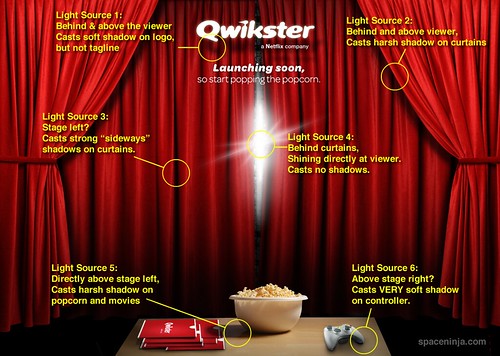 Light Source 1:
Behind & above the viewer
Casts soft shadow on logo,
but not tagline
Qwikster
a Netflix company
Launching soon,
so start popping the popcorn.
Light Source 2:
Behind and above viewer,
Casts harsh shadow on curtains
Light Source 3:
Stage left?
Casts strong “sideways”
shadows on curtains.
Light Source 4:
Behind curtains,
Shining directly at viewer.
Casts no shadows.
Light Source 5:
Directly above stage left,
Casts harsh shadow on
popcorn and movies
Light Source 6:
Above stage right?
Casts VERY soft shadow
on controller.
spaceninja.com